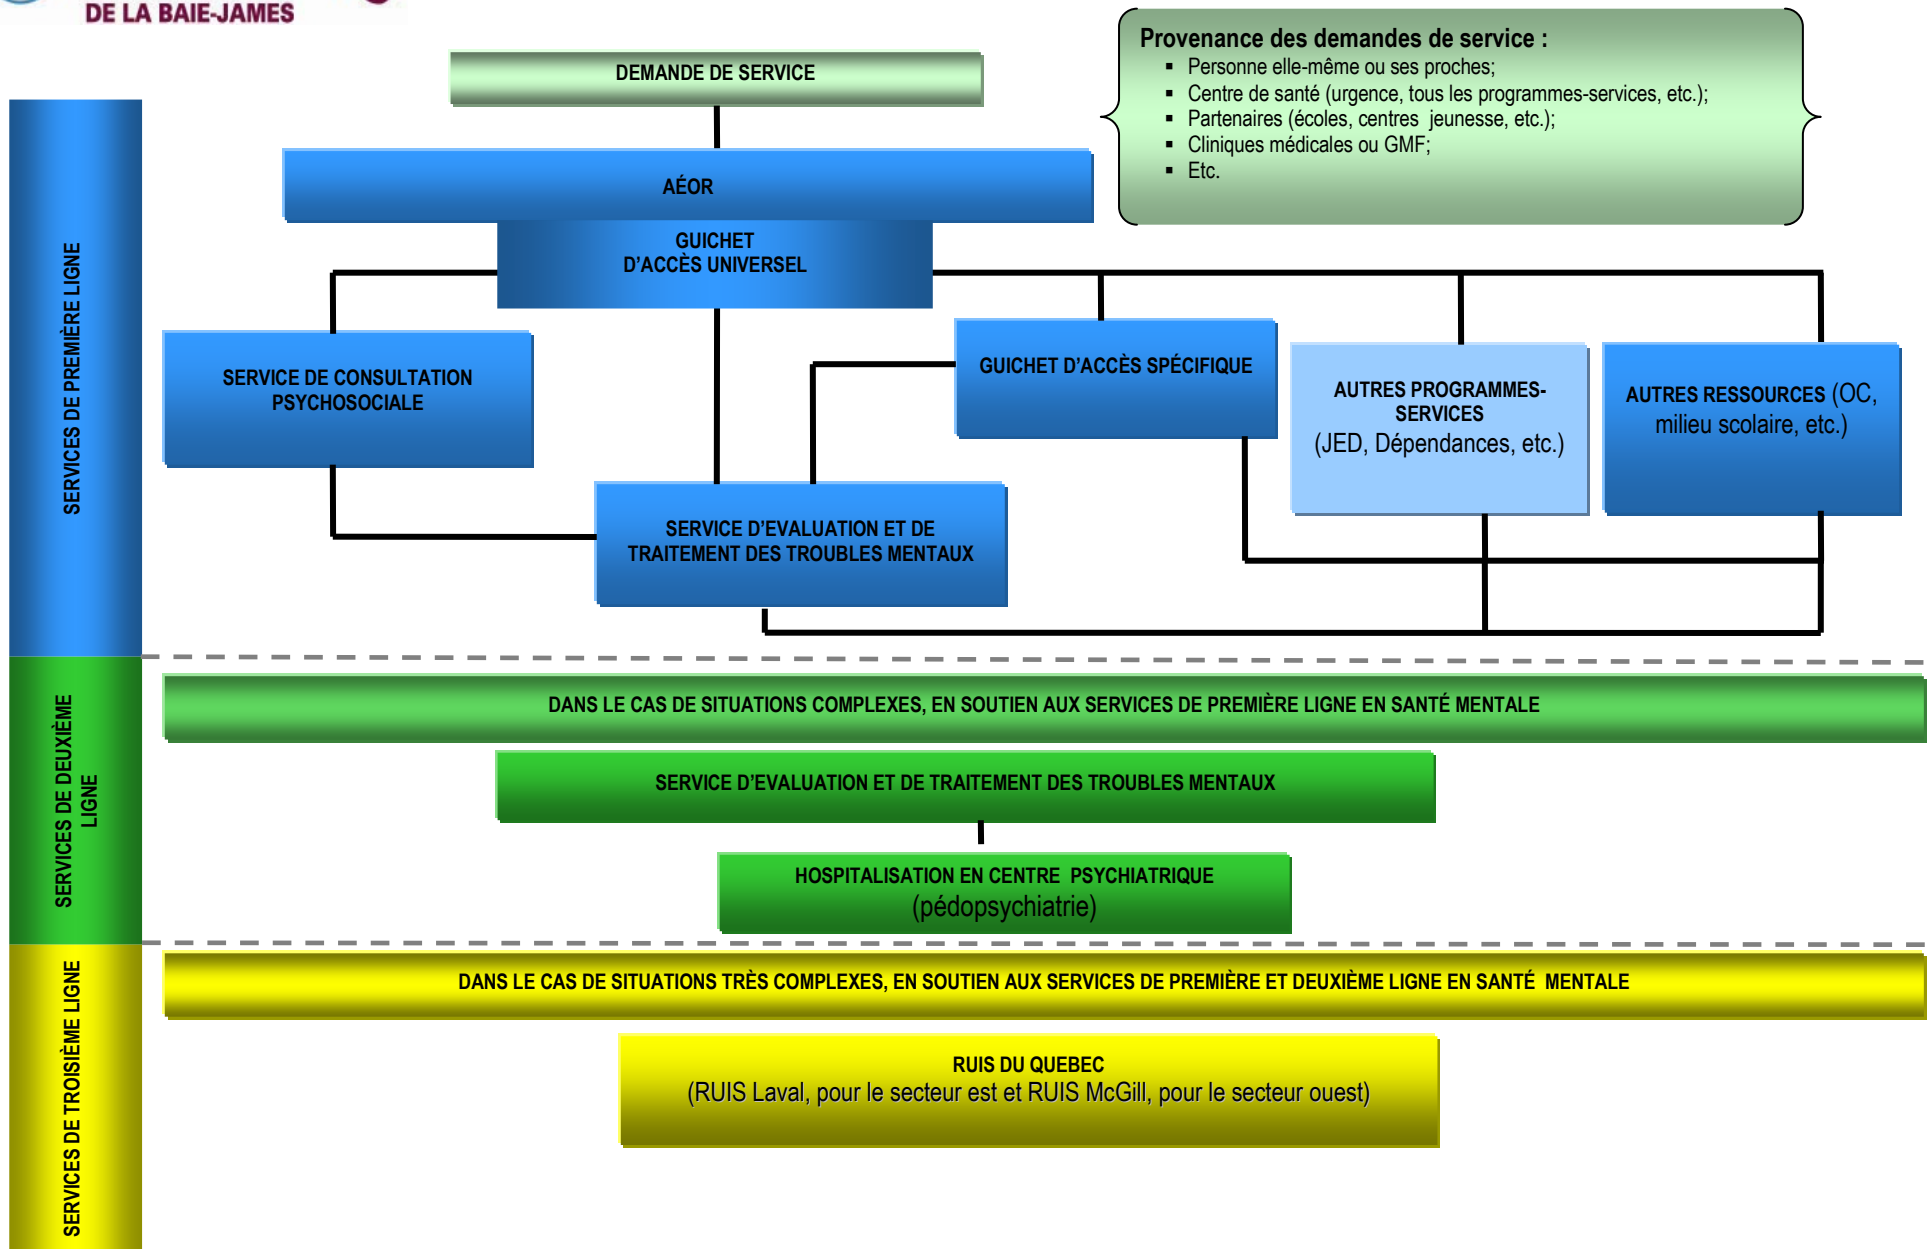 DE LA BAIE-JAMES
DEMANDE DE SERVICE
Provenance des demandes de service :
▪ Personne elle-même ou ses proches;
▪ Centre de santé (urgence, tous les programmes-services, etc.);
▪ Partenaires (écoles, centres jeunesse, etc.);
▪ Cliniques médicales ou GMF;
▪ Etc.
SERVICES DE PREMIÈRE LIGNE
AÉOR
GUICHET
D'ACCÈS UNIVERSEL
SERVICE DE CONSULTATION
PSYCHOSOCIALE
GUICHET D'ACCÈS SPÉCIFIQUE
AUTRES PROGRAMMES-
SERVICES
(JED, Dépendances, etc.)
AUTRES RESSOURCES (OC,
milieu scolaire, etc.)
SERVICE D'EVALUATION ET DE
TRAITEMENT DES TROUBLES MENTAUX
SERVICES DE DEUXIÈME
LIGNE
DANS LE CAS DE SITUATIONS COMPLEXES, EN SOUTIEN AUX SERVICES DE PREMIÈRE LIGNE EN SANTÉ MENTALE
SERVICE D'EVALUATION ET DE TRAITEMENT DES TROUBLES MENTAUX
HOSPITALISATION EN CENTRE PSYCHIATRIQUE
(pédopsychiatrie)
SERVICES DE TROISIÈME LIGNE
DANS LE CAS DE SITUATIONS TRÈS COMPLEXES, EN SOUTIEN AUX SERVICES DE PREMIÈRE ET DEUXIÈME LIGNE EN SANTÉ MENTALE
RUIS DU QUEBEC
(RUIS Laval, pour le secteur est et RUIS McGill, pour le secteur ouest)